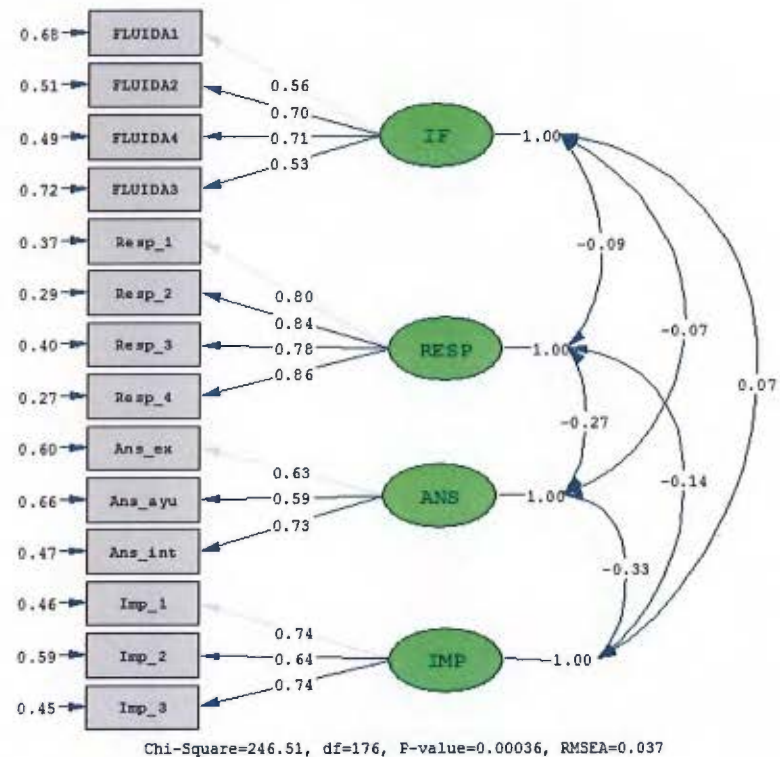 0.68 FLUIDA1
0.51 FLUIDA2
0.49 FLUIDA4
0.72 FLUIDA3
0.37 Resp_1
0.29 Resp_2
0.40 Resp_3
0.27 Resp_4
0.60 Ans_ex
0.66 Ans_ayu
0.47 Ans_int
0.46 Imp_1
0.59 Imp_2
0.45 Imp_3
0.56
0.70
0.71
0.53
0.80
0.84
0.78
0.86
0.63
0.59
0.73
0.74
0.64
0.74
IF 1.00
RESP 1.00
ANS 1.00
IMP 1.00
-0.09
-0.07
0.07
-0.27
-0.14
-0.33
Chi-Square=246.51, df=176, P-value=0.00036, RMSEA=0.037